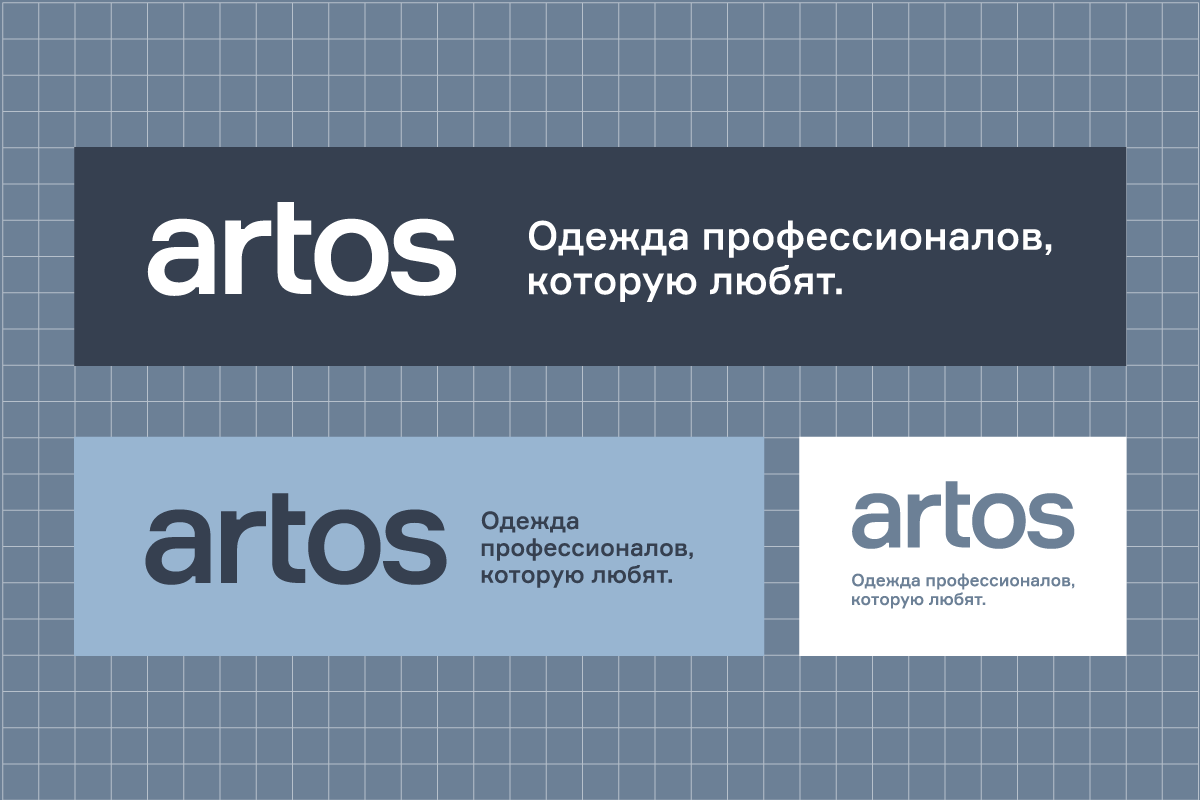 artos
Одежда профессионалов,
которую любят.
artos
Одежда
профессионалов,
которую любят.
artos
Одежда профессионалов,
которую любят.